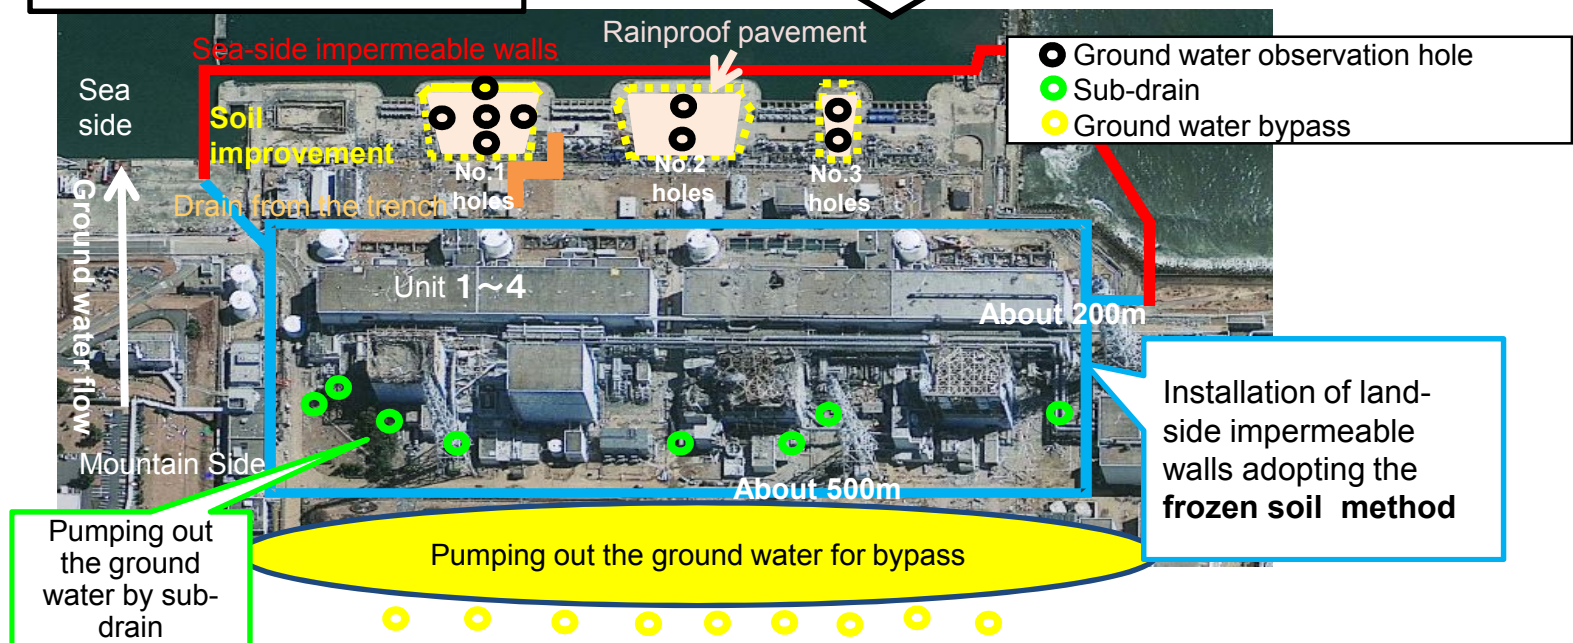 Sea-side impermeable walls
Rainproof pavement
Ground water observation hole
Sub-drain
Ground water bypass
Sea
side
Soil
improvement
No.1
holes
No.2
holes
No.3
holes
Ground water flow
Drain from the trench
Unit 1～4
About 200m
Installation of land-
side impermeable
walls adopting the
frozen soil method
Mountain Side
About 500m
Pumping out
the ground
water by sub-
drain
Pumping out the ground water for bypass